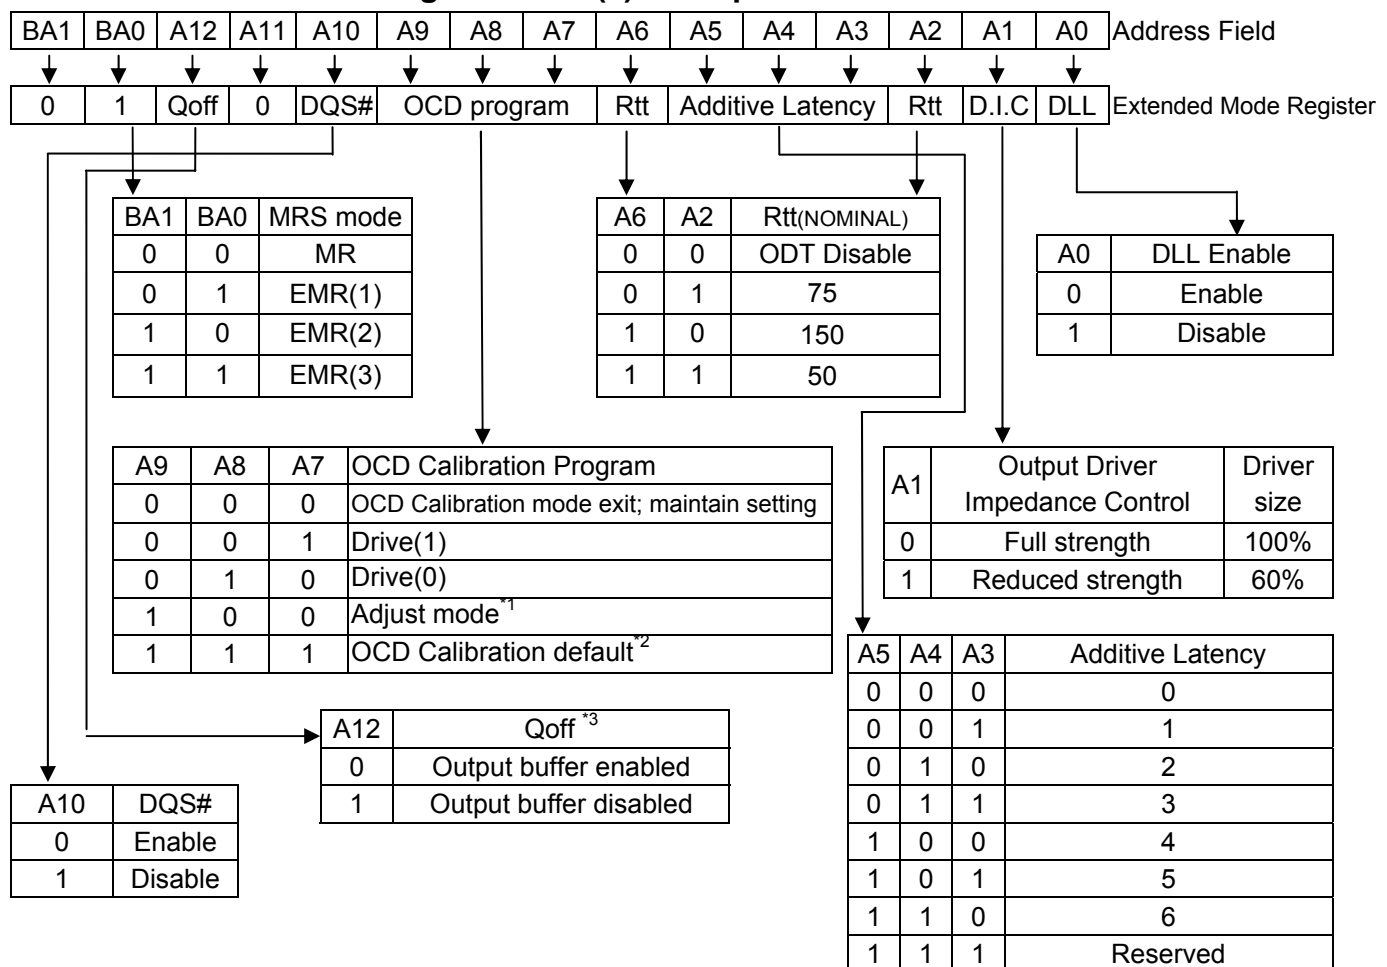 BA1 BA0 A12 A11 A10 A9 A8 A7 A6 A5 A4 A3 A2 A1 A0 Address Field
0 1 Qoff 0 DQS# OCD program Rtt Additive Latency Rtt D.I.C DLL Extended Mode Register
BA1 BA0 MRS mode
0 0 MR
0 1 EMR(1)
1 0 EMR(2)
1 1 EMR(3)
A6 A2 Rtt(NOMINAL)
0 0 ODT Disable
0 1 75
1 0 150
1 1 50
A0 DLL Enable
0 Enable
1 Disable
A9 A8 A7 OCD Calibration Program
0 0 0 OCD Calibration mode exit; maintain setting
0 0 1 Drive(1)
0 1 0 Drive(0)
1 0 0 Adjust mode*1
1 1 1 OCD Calibration default*2
A1 Output Driver Impedance Control Driver size
0 Full strength 100%
1 Reduced strength 60%
A12 Qoff *3
0 Output buffer enabled
1 Output buffer disabled
A10 DQS#
0 Enable
1 Disable
A5 A4 A3 Additive Latency
0 0 0 0
0 0 1 1
0 1 0 2
0 1 1 3
1 0 0 4
1 0 1 5
1 1 0 6
1 1 1 Reserved